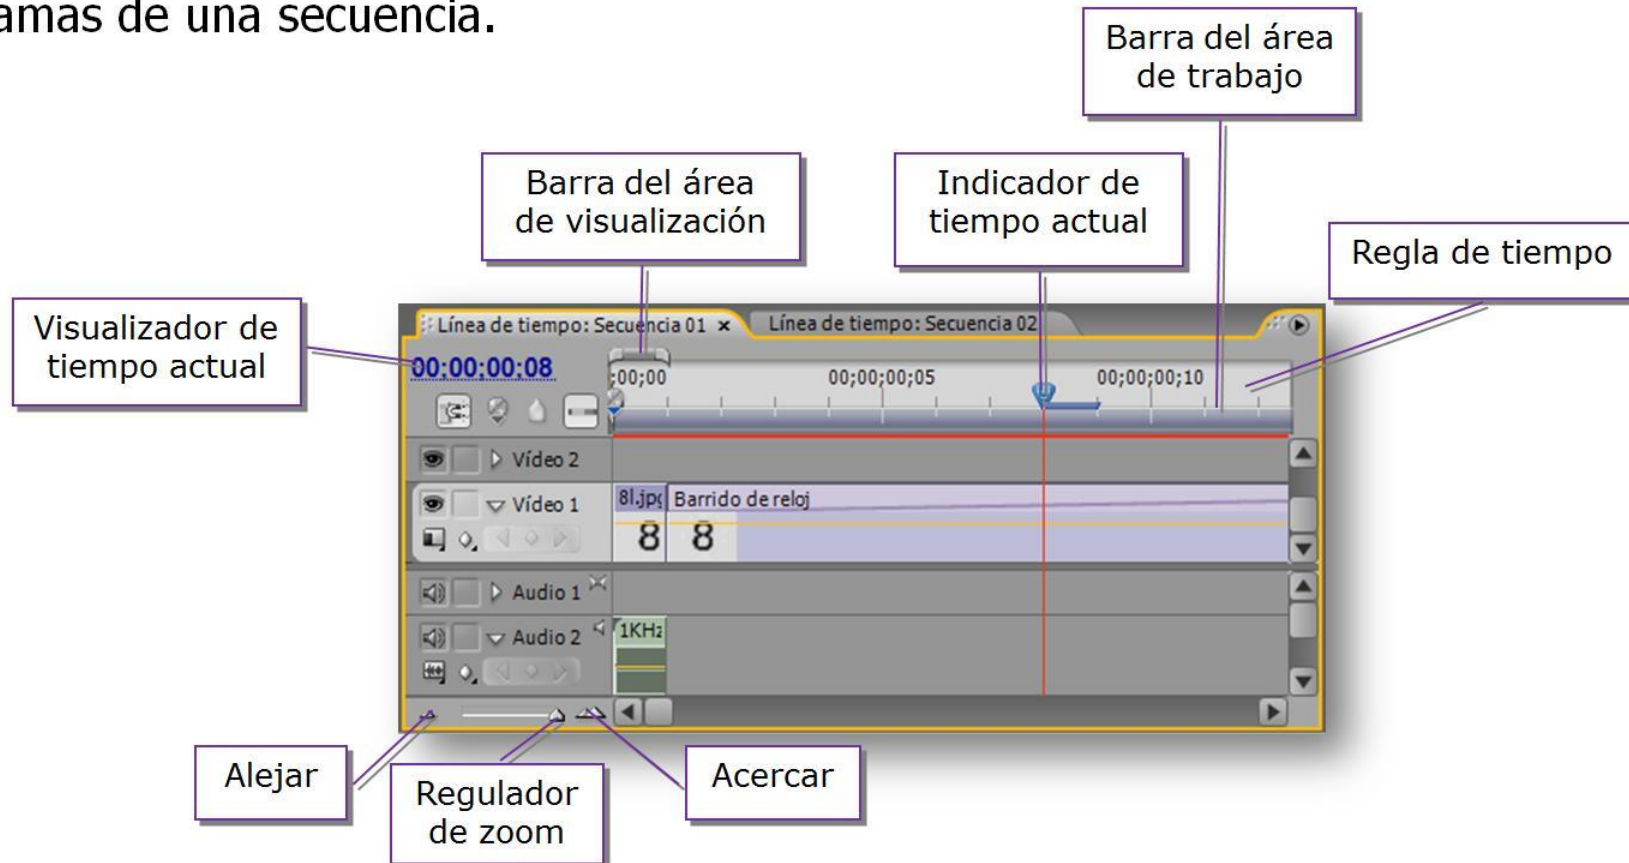 amas de una secuencia.
Barra del área
de trabajo
Barra del área
de visualización
Indicador de
tiempo actual
Regla de tiempo
Visualizador de
tiempo actual
Línea de tiempo: Secuencia 01 x
Línea de tiempo: Secuencia 02
00;00;00;08
;00;00
00;00;00;05
00;00;00;10
Vídeo 2
Vídeo 1
8l.jpg
Barrido de reloj
8
8
Audio 1
Audio 2
1KHz
Alejar
Regulador
de zoom
Acercar